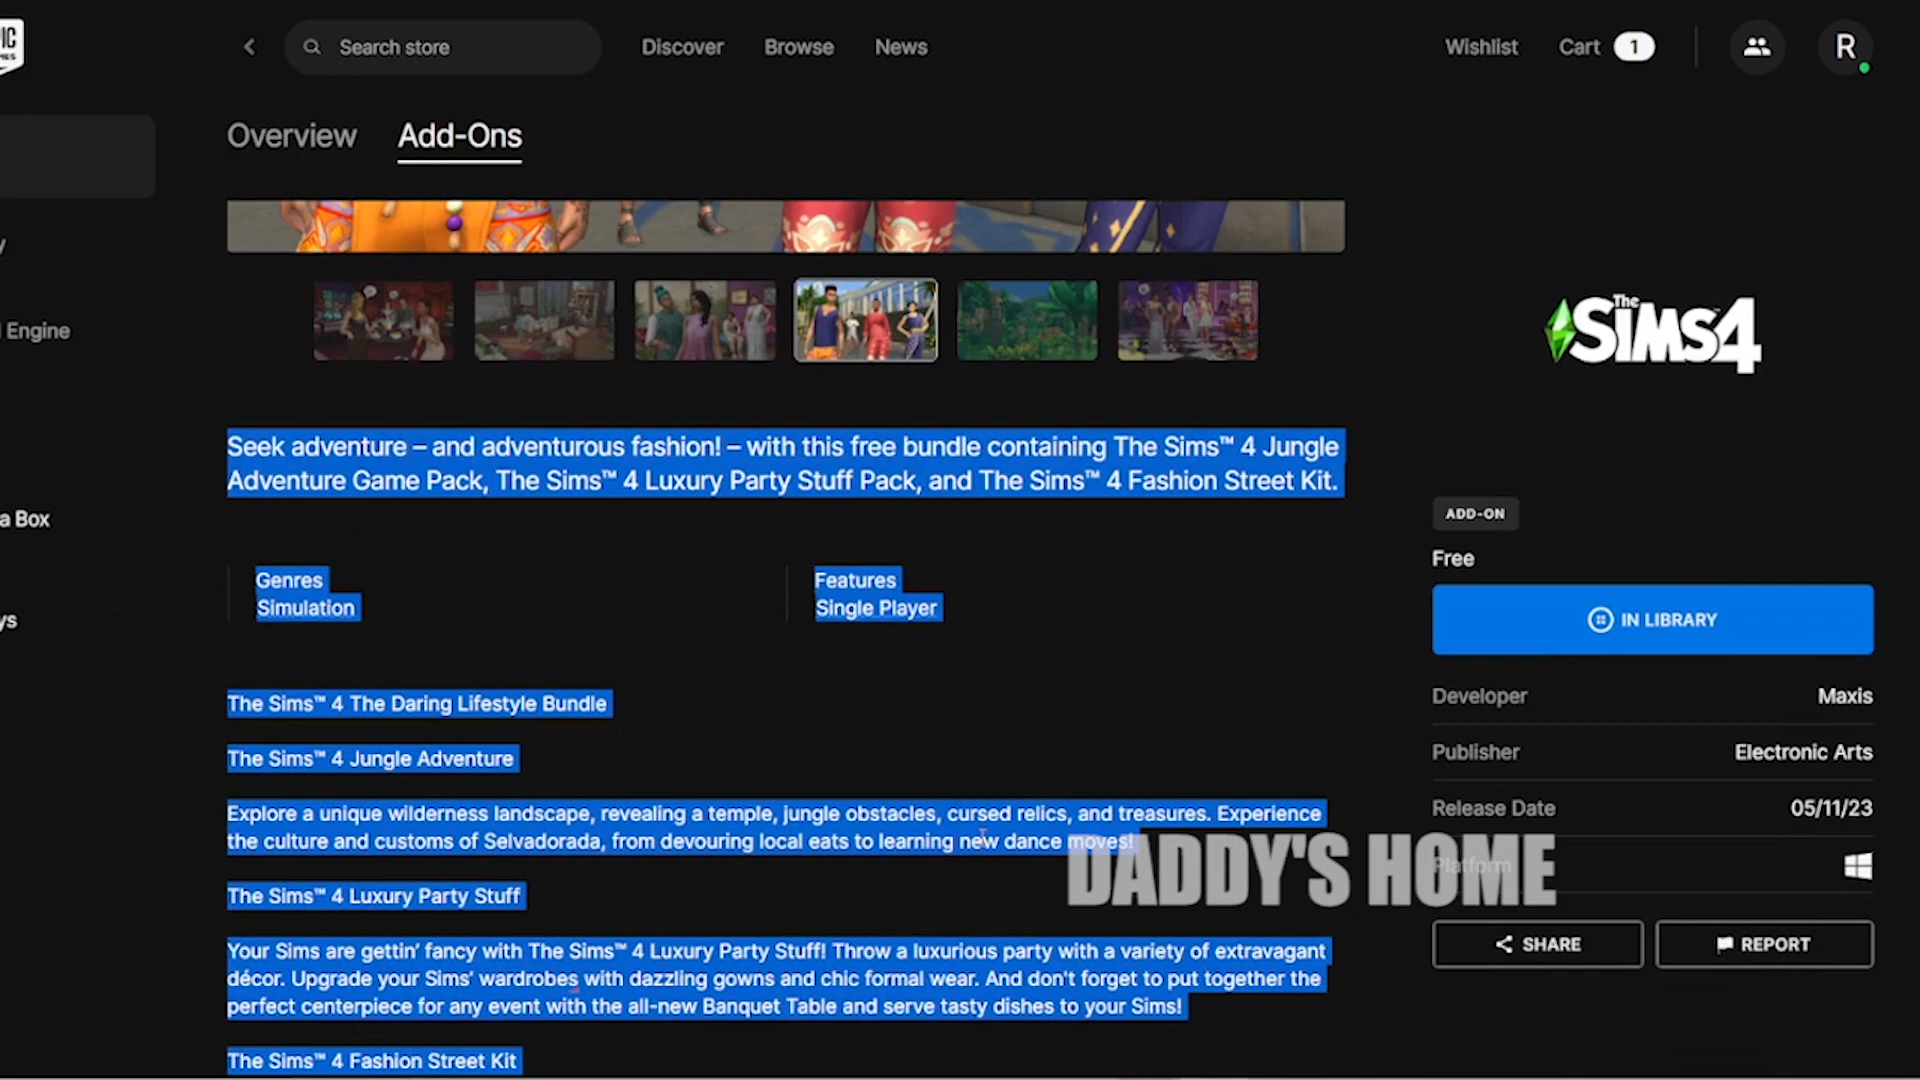 IC
MES
Search store
Discover
Browse
News
Wishlist
Cart
1
R
Overview
Add-Ons
y
Engine
The
SIMS4
Seek adventure – and adventurous fashion! – with this free bundle containing The Sims™ 4 Jungle
Adventure Game Pack, The Sims™ 4 Luxury Party Stuff Pack, and The Sims™ 4 Fashion Street Kit.
a Box
ADD-ON
Free
Genres
Simulation
Features
Single Player
ys
IN LIBRARY
The Sims™ 4 The Daring Lifestyle Bundle
Developer
Maxis
The Sims™ 4 Jungle Adventure
Publisher
Electronic Arts
Explore a unique wilderness landscape, revealing a temple, jungle obstacles, cursed relics, and treasures. Experience
the culture and customs of Selvadorada, from devouring local eats to learning new dance moves!
Release Date
05/11/23
Platform
DADDY'S HOME
The Sims™ 4 Luxury Party Stuff
SHARE
REPORT
Your Sims are gettin’ fancy with The Sims™ 4 Luxury Party Stuff! Throw a luxurious party with a variety of extravagant
décor. Upgrade your Sims’ wardrobes with dazzling gowns and chic formal wear. And don't forget to put together the
perfect centerpiece for any event with the all-new Banquet Table and serve tasty dishes to your Sims!
The Sims™ 4 Fashion Street Kit